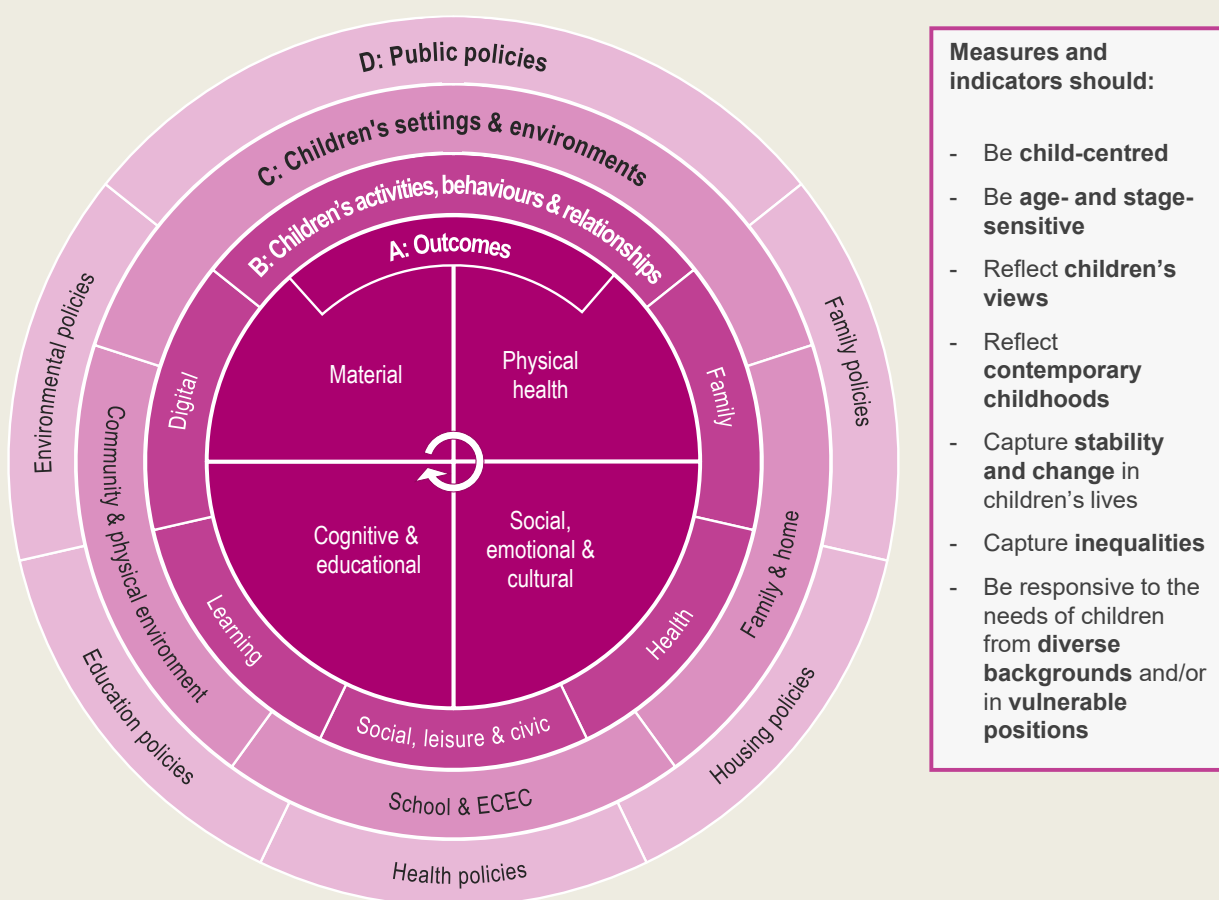 D: Public policies
C: Children's settings & environments
B: Children’s activities, behaviours & relationships
A: Outcomes
Material
Physical
health
Cognitive &
educational
Social,
emotional &
cultural
Digital
Family
Learning
Health
Social, leisure & civic
Community & physical environment
Family & home
School & ECEC
Environmental policies
Family policies
Education policies
Housing policies
Health policies
Measures and
indicators should:
- Be child-centred
- Be age- and stage-
sensitive
- Reflect children’s
views
- Reflect
contemporary
childhoods
- Capture stability
and change in
children’s lives
- Capture inequalities
- Be responsive to the
needs of children
from diverse
backgrounds and/or
in vulnerable
positions